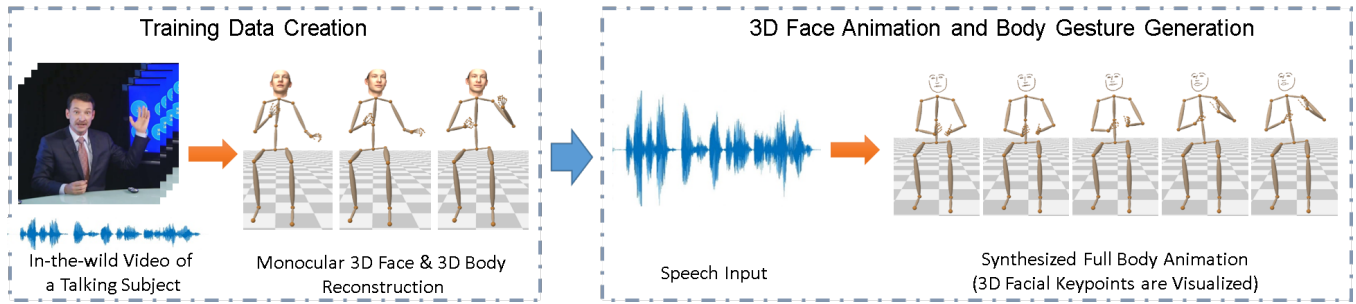 Training Data Creation
In-the-wild Video of
a Talking Subject
Monocular 3D Face & 3D Body
Reconstruction
3D Face Animation and Body Gesture Generation
Speech Input
Synthesized Full Body Animation
(3D Facial Keypoints are Visualized)